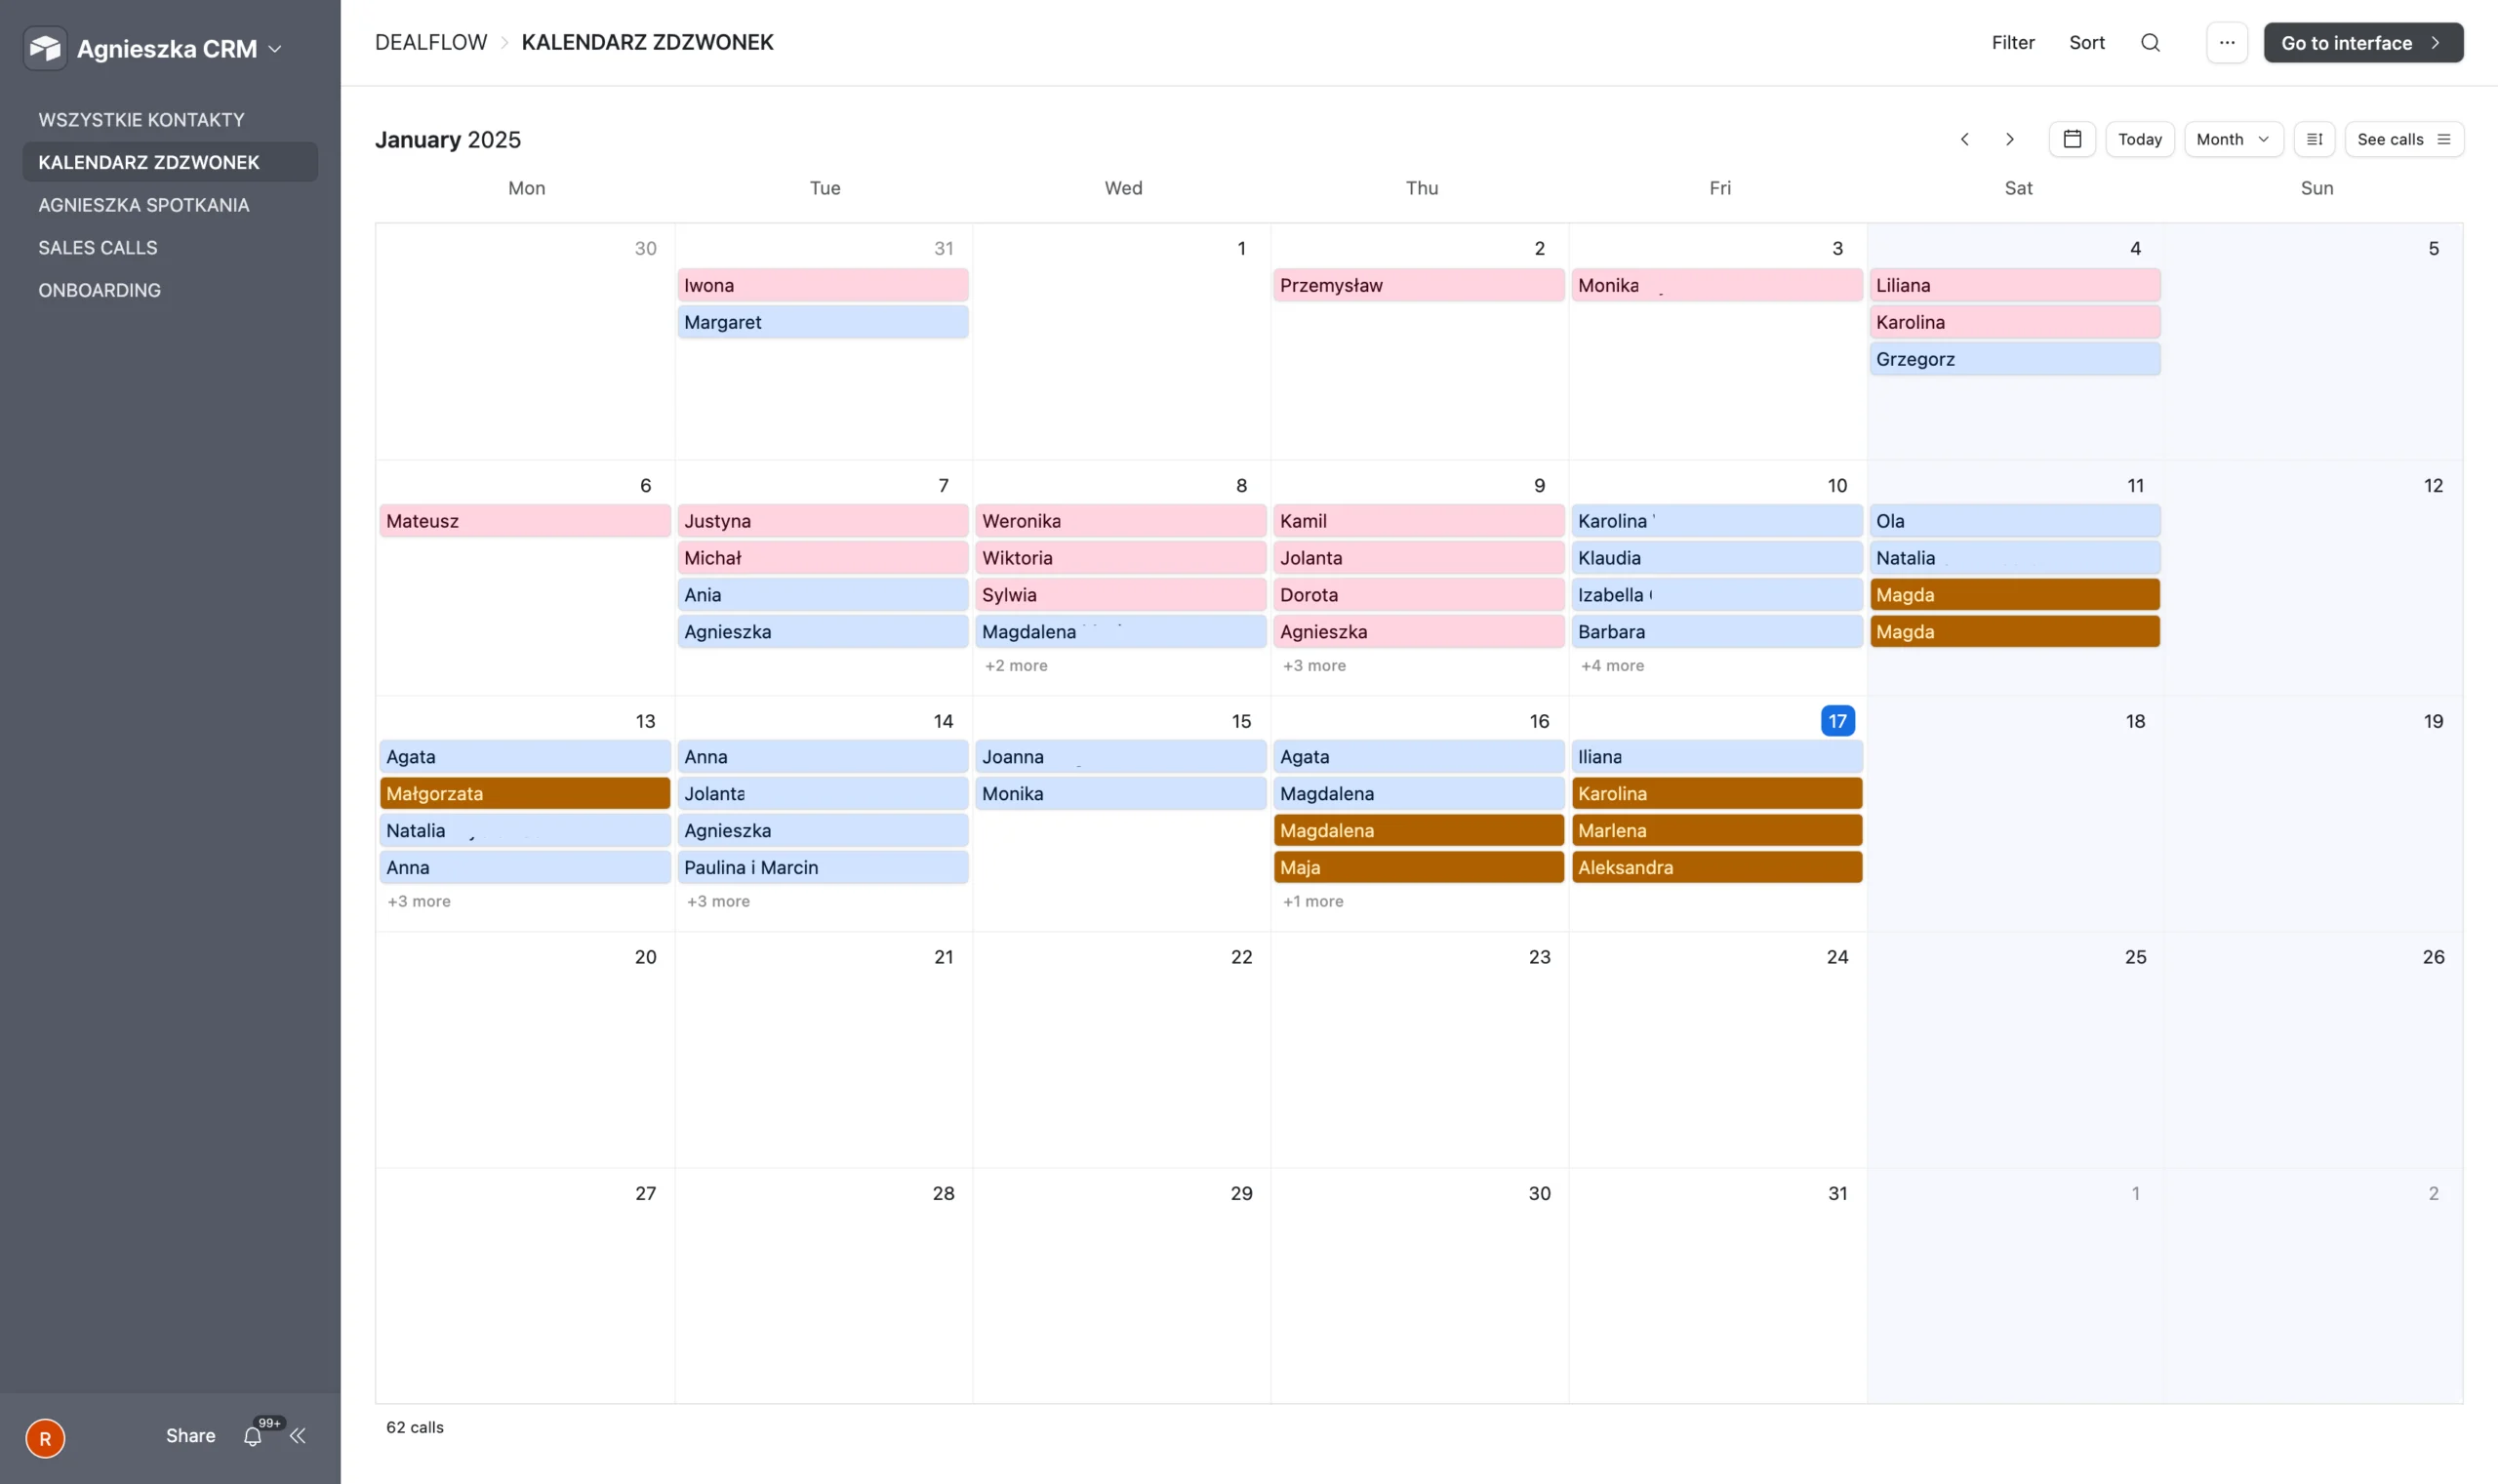 Agnieszka CRM
WSZYSTKIE KONTAKTY
KALENDARZ ZDZWONEK
AGNIESZKA SPOTKANIA
SALES CALLS
ONBOARDING
R
Share
99+
DEALFLOW > KALENDARZ ZDZWONEK
Filter Sort
... Go to interface >
January 2025
< > Today Month See calls
Mon Tue Wed Thu Fri Sat Sun
30 31 1 2 3 4 5
Iwona Przemysław Monika Liliana
Margaret Karolina
Grzegorz
6 7 8 9 10 11 12
Mateusz Justyna Weronika Kamil Karolina Ola
Michał Wiktoria Jolanta Klaudia Natalia
Ania Sylwia Dorota Izabella Magda
Agnieszka Magdalena Agnieszka Barbara Magda
+2 more +3 more +4 more
13 14 15 16 17 18 19
Agata Anna Joanna Agata Iliana
Małgorzata Jolanta Monika Magdalena Karolina
Natalia Agnieszka Magdalena Marlena
Anna Paulina i Marcin Maja Aleksandra
+3 more +3 more +1 more
20 21 22 23 24 25 26
27 28 29 30 31 1 2
62 calls